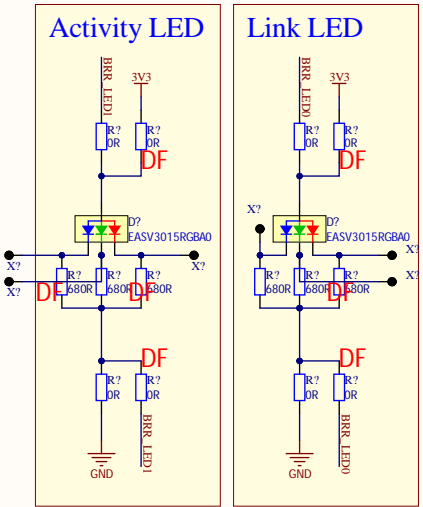 Activity LED
Link LED
BRR_LED1
3V3
R?
0R
R?
0R
DF
D?
EASV3015RGBA0
X?
X?
X?
R?
680R
R?
680R
R?
680R
DF
DF
DF
R?
0R
R?
0R
BRR_LED1
GND
BRR_LED0
3V3
R?
0R
R?
0R
DF
X?
D?
EASV3015RGBA0
X?
X?
R?
680R
R?
680R
R?
680R
DF
DF
R?
0R
R?
0R
BRR_LED0
GND